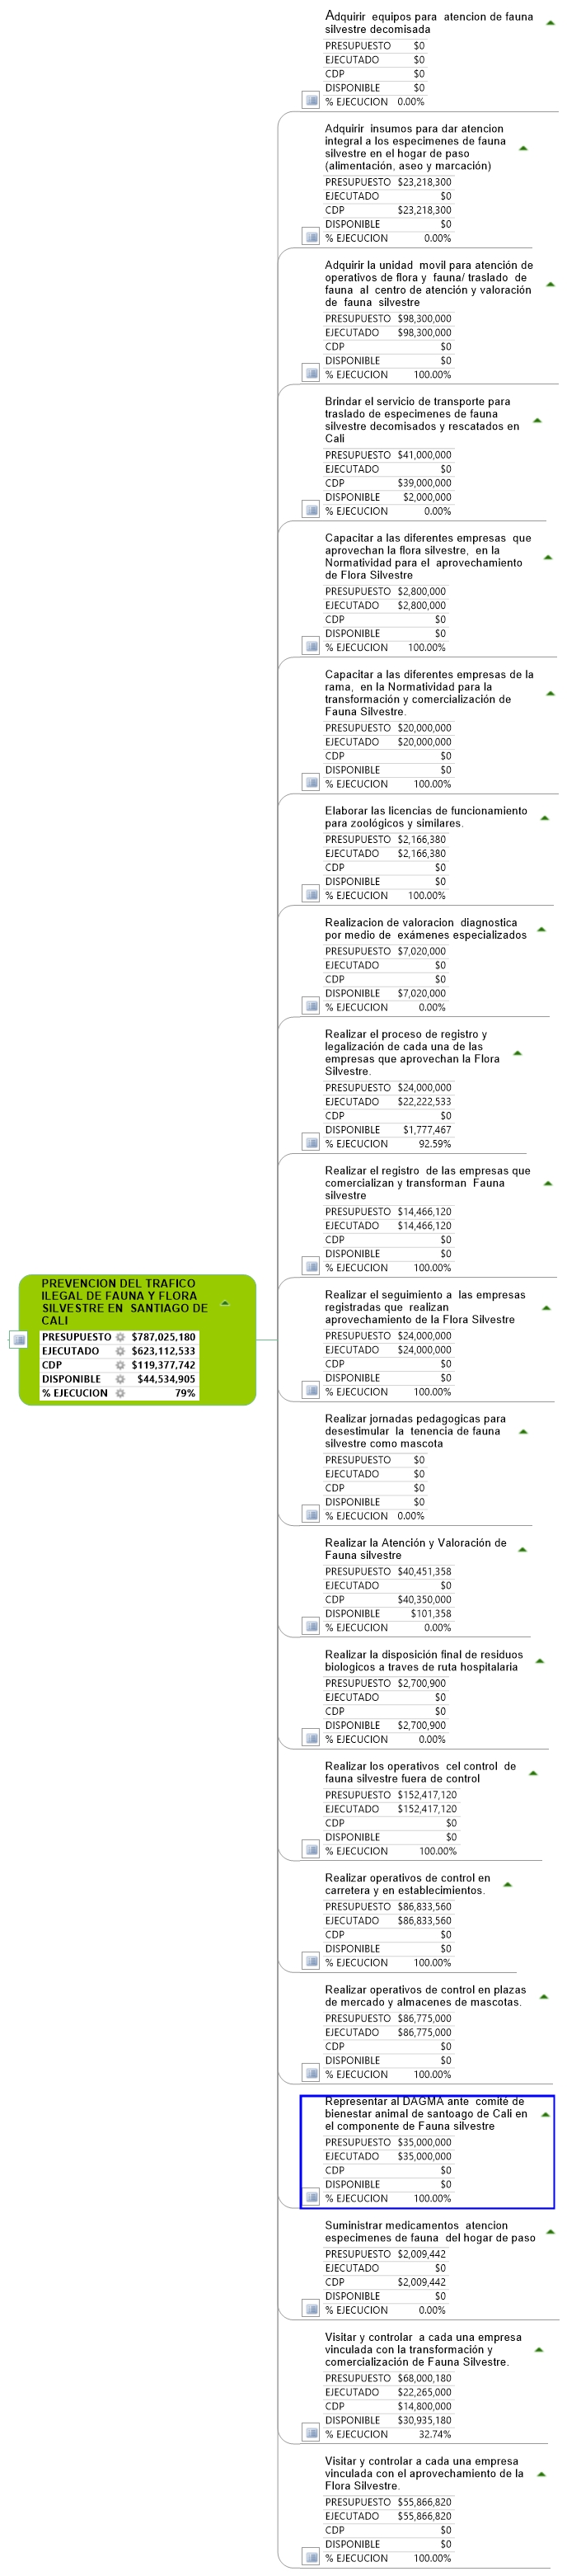 Adquirir equipos para atencion de fauna
silvestre decomisada
PRESUPUESTO $0
EJECUTADO $0
CDP $0
DISPONIBLE $0
% EJECUCION 0.00%
Adquirir insumos para dar atencion
integral a los especimenes de fauna
silvestre en el hogar de paso
(alimentación, aseo y marcación)
PRESUPUESTO $23,218,300
EJECUTADO $0
CDP $23,218,300
DISPONIBLE $0
% EJECUCION 0.00%
Adquirir la unidad movil para atención de
operativos de flora y fauna/ traslado de
fauna al centro de atención y valoración
de fauna silvestre
PRESUPUESTO $98,300,000
EJECUTADO $98,300,000
CDP $0
DISPONIBLE $0
% EJECUCION 100.00%
Brindar el servicio de transporte para
traslado de especimenes de fauna
silvestre decomisados y rescatados en
Cali
PRESUPUESTO $41,000,000
EJECUTADO $0
CDP $39,000,000
DISPONIBLE $2,000,000
% EJECUCION 0.00%
Capacitar a las diferentes empresas que
aprovechan la flora silvestre, en la
Normatividad para el aprovechamiento
de Flora Silvestre
PRESUPUESTO $2,800,000
EJECUTADO $2,800,000
CDP $0
DISPONIBLE $0
% EJECUCION 100.00%
Capacitar a las diferentes empresas de la
rama, en la Normatividad para la
transformación y comercialización de
Fauna Silvestre.
PRESUPUESTO $20,000,000
EJECUTADO $20,000,000
CDP $0
DISPONIBLE $0
% EJECUCION 100.00%
Elaborar las licencias de funcionamiento
para zoológicos y similares.
PRESUPUESTO $2,166,380
EJECUTADO $2,166,380
CDP $0
DISPONIBLE $0
% EJECUCION 100.00%
Realizacion de valoracion diagnostica
por medio de exámenes especializados
PRESUPUESTO $7,020,000
EJECUTADO $0
CDP $0
DISPONIBLE $7,020,000
% EJECUCION 0.00%
Realizar el proceso de registro y
legalización de cada una de las
empresas que aprovechan la Flora
Silvestre.
PRESUPUESTO $24,000,000
EJECUTADO $22,222,533
CDP $0
DISPONIBLE $1,777,467
% EJECUCION 92.59%
Realizar el registro de las empresas que
comercializan y transforman Fauna
silvestre
PRESUPUESTO $14,466,120
EJECUTADO $14,466,120
CDP $0
DISPONIBLE $0
% EJECUCION 100.00%
PREVENCION DEL TRAFICO
ILEGAL DE FAUNA Y FLORA
SILVESTRE EN SANTIAGO DE
CALI
PRESUPUESTO $787,025,180
EJECUTADO $623,112,533
CDP $119,377,742
DISPONIBLE $44,534,905
% EJECUCION 79%
Realizar el seguimiento a las empresas
registradas que realizan
aprovechamiento de la Flora Silvestre
PRESUPUESTO $24,000,000
EJECUTADO $24,000,000
CDP $0
DISPONIBLE $0
% EJECUCION 100.00%
Realizar jornadas pedagogicas para
desestimular la tenencia de fauna
silvestre como mascota
PRESUPUESTO $0
EJECUTADO $0
CDP $0
DISPONIBLE $0
% EJECUCION 0.00%
Realizar la Atención y Valoración de
Fauna silvestre
PRESUPUESTO $40,451,358
EJECUTADO $0
CDP $40,350,000
DISPONIBLE $101,358
% EJECUCION 0.00%
Realizar la disposición final de residuos
biologicos a traves de ruta hospitalaria
PRESUPUESTO $2,700,900
EJECUTADO $0
CDP $0
DISPONIBLE $2,700,900
% EJECUCION 0.00%
Realizar los operativos cel control de
fauna silvestre fuera de control
PRESUPUESTO $152,417,120
EJECUTADO $152,417,120
CDP $0
DISPONIBLE $0
% EJECUCION 100.00%
Realizar operativos de control en
carretera y en establecimientos.
PRESUPUESTO $86,833,560
EJECUTADO $86,833,560
CDP $0
DISPONIBLE $0
% EJECUCION 100.00%
Realizar operativos de control en plazas
de mercado y almacenes de mascotas.
PRESUPUESTO $86,775,000
EJECUTADO $86,775,000
CDP $0
DISPONIBLE $0
% EJECUCION 100.00%
Representar al DAGMA ante comité de
bienestar animal de santoago de Cali en
el componente de Fauna silvestre
PRESUPUESTO $35,000,000
EJECUTADO $35,000,000
CDP $0
DISPONIBLE $0
% EJECUCION 100.00%
Suministrar medicamentos atencion
especimenes de fauna del hogar de paso
PRESUPUESTO $2,009,442
EJECUTADO $0
CDP $2,009,442
DISPONIBLE $0
% EJECUCION 0.00%
Visitar y controlar a cada una empresa
vinculada con la transformación y
comercialización de Fauna Silvestre.
PRESUPUESTO $68,000,180
EJECUTADO $22,265,000
CDP $14,800,000
DISPONIBLE $30,935,180
% EJECUCION 32.74%
Visitar y controlar a cada una empresa
vinculada con el aprovechamiento de la
Flora Silvestre.
PRESUPUESTO $55,866,820
EJECUTADO $55,866,820
CDP $0
DISPONIBLE $0
% EJECUCION 100.00%